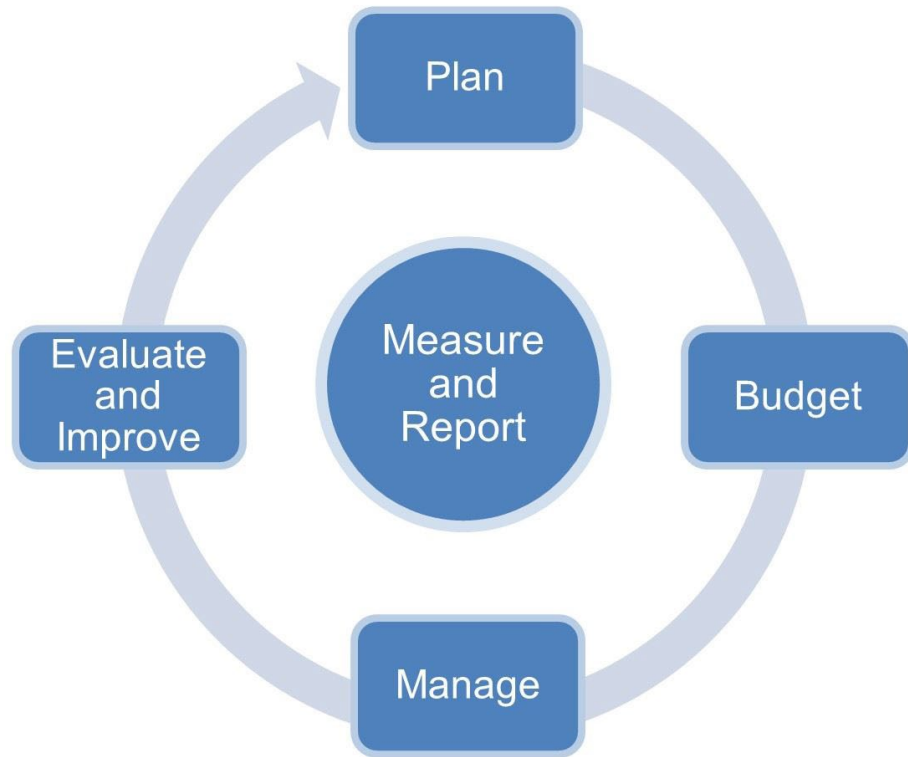 Plan
Budget
Manage
Evaluate
and
Improve
Measure
and
Report